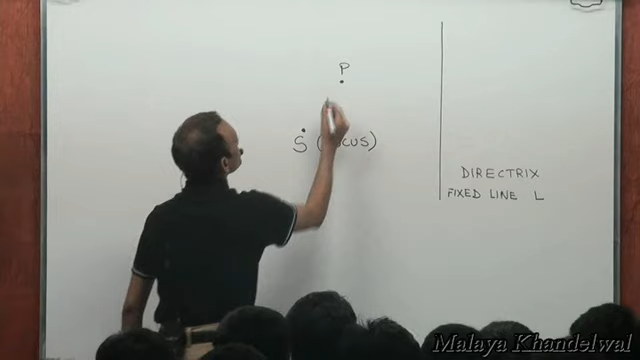 P
S (  CUS)
DIRECTRIX
FIXED LINE L
Malaya Khandelwal